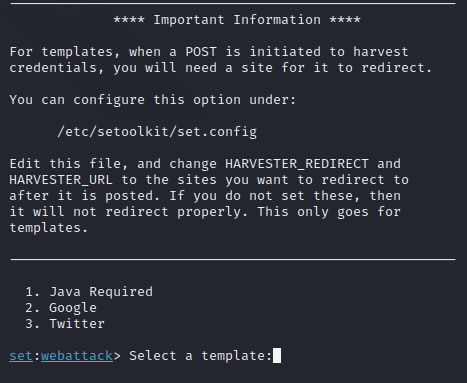 **** Important Information ****
For templates, when a POST is initiated to harvest
credentials, you will need a site for it to redirect.
You can configure this option under:
/etc/setoolkit/set.config
Edit this file, and change HARVESTER_REDIRECT and
HARVESTER_URL to the sites you want to redirect to
after it is posted. If you do not set these, then
it will not redirect properly. This only goes for
templates.
1. Java Required
2. Google
3. Twitter
set:webattack> Select a template: